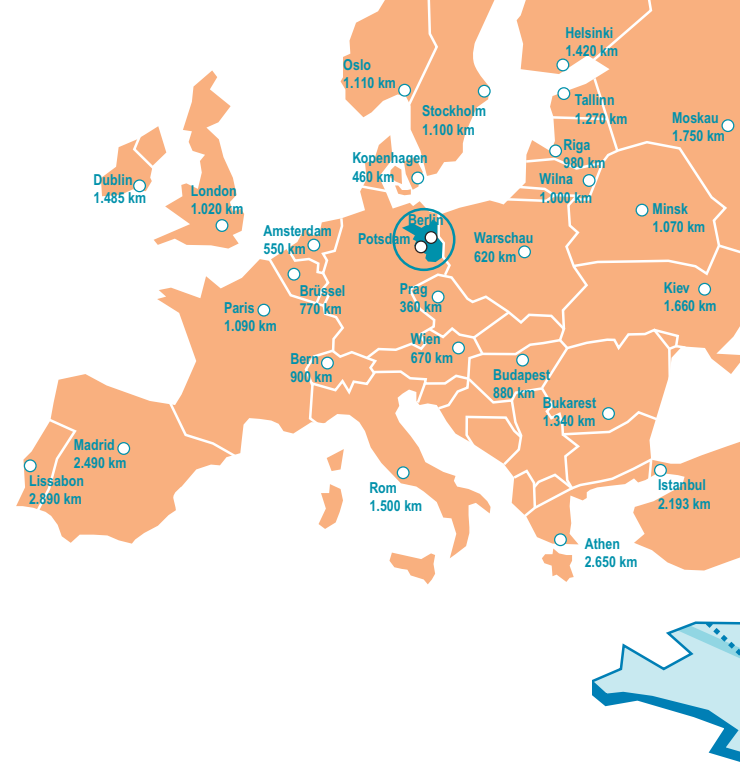 Helsinki
1.420 km
Oslo
1.110 km
Stockholm
1.100 km
Tallinn
1.270 km
Moskau
1.750 km
Riga
980 km
Kopenhagen
460 km
Wilna
1.000 km
Dublin
1.485 km
London
1.020 km
Minsk
1.070 km
Berlin
Potsdam
Amsterdam
550 km
Warschau
620 km
Brüssel
770 km
Prag
360 km
Kiev
1.660 km
Paris
1.090 km
Wien
670 km
Bern
900 km
Budapest
880 km
Bukarest
1.340 km
Madrid
2.490 km
Lissabon
2.890 km
Rom
1.500 km
Istanbul
2.193 km
Athen
2.650 km